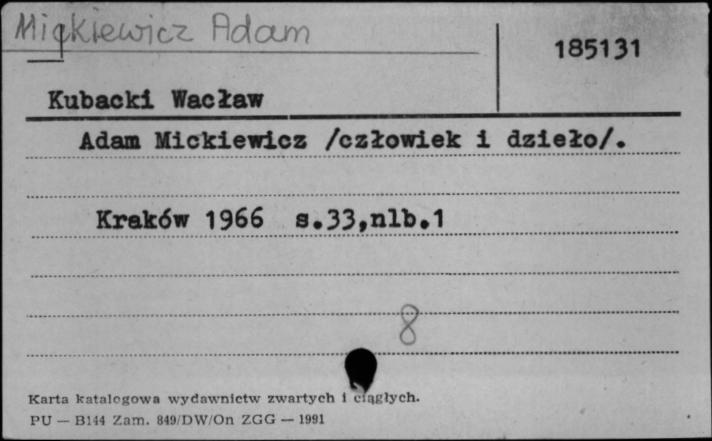 Mickiewicz Adam
185131
Kubacki Wacław
Adam Mickiewicz /człowiek i dzieło/.
Kraków 1966 s.33,nlb.1
8
Karta katalogowa wydawnictw zwartych i ciągłych.
PU — B144 Zam. 849/DW/On ZGG — 1991